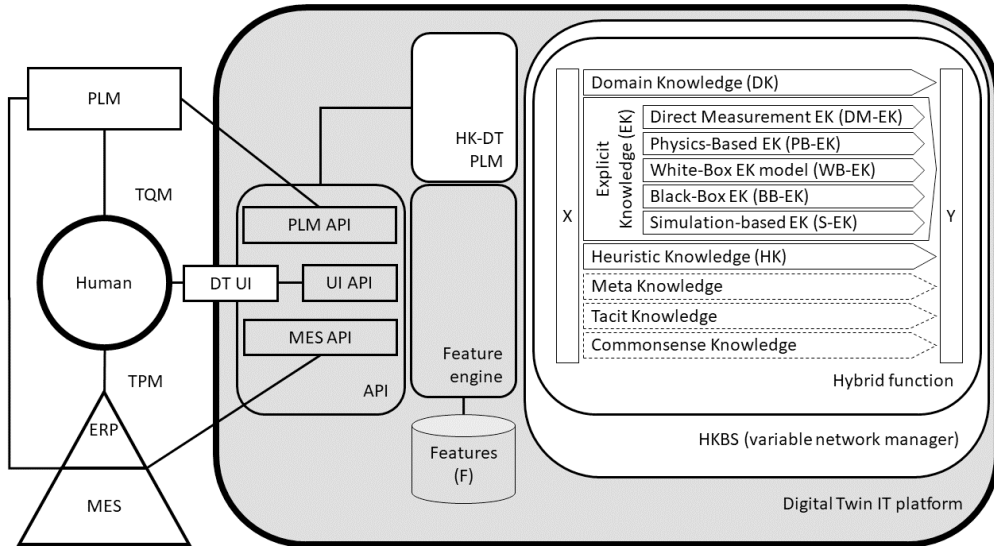 PLM
TQM
Human
TPM
ERP
MES
DT UI
PLM API
UI API
MES API
API
HK-DT
PLM
Feature
engine
Features
(F)
X
Domain Knowledge (DK)
Explicit
Knowledge (EK)
Direct Measurement EK (DM-EK)
Physics-Based EK (PB-EK)
White-Box EK model (WB-EK)
Black-Box EK (BB-EK)
Simulation-based EK (S-EK)
Heuristic Knowledge (HK)
Meta Knowledge
Tacit Knowledge
Commonsense Knowledge
Y
Hybrid function
HKBS (variable network manager)
Digital Twin IT platform